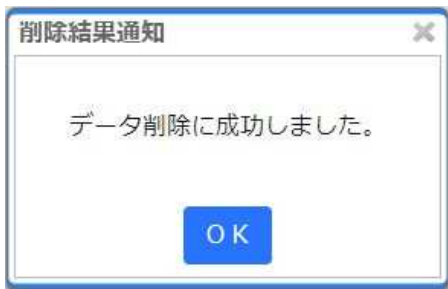 削除結果通知
データ削除に成功しました。
ＯＫ